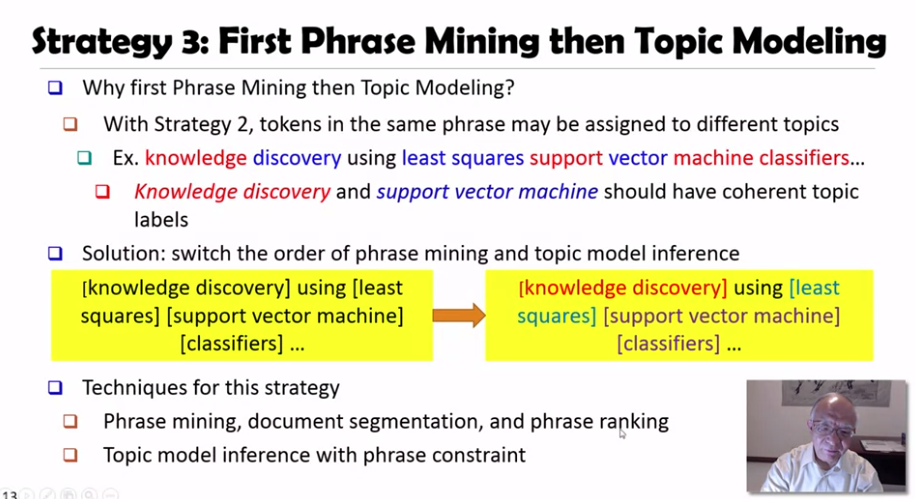 Strategy 3: First Phrase Mining then Topic Modeling
Why first Phrase Mining then Topic Modeling?
With Strategy 2, tokens in the same phrase may be assigned to different topics
Ex. knowledge discovery using least squares support vector machine classifiers…
Knowledge discovery and support vector machine should have coherent topic
labels
Solution: switch the order of phrase mining and topic model inference
[knowledge discovery] using [least
squares] [support vector machine]
[classifiers] …
[knowledge discovery] using [least
squares] [support vector machine]
[classifiers] …
Techniques for this strategy
Phrase mining, document segmentation, and phrase ranking
Topic model inference with phrase constraint
13